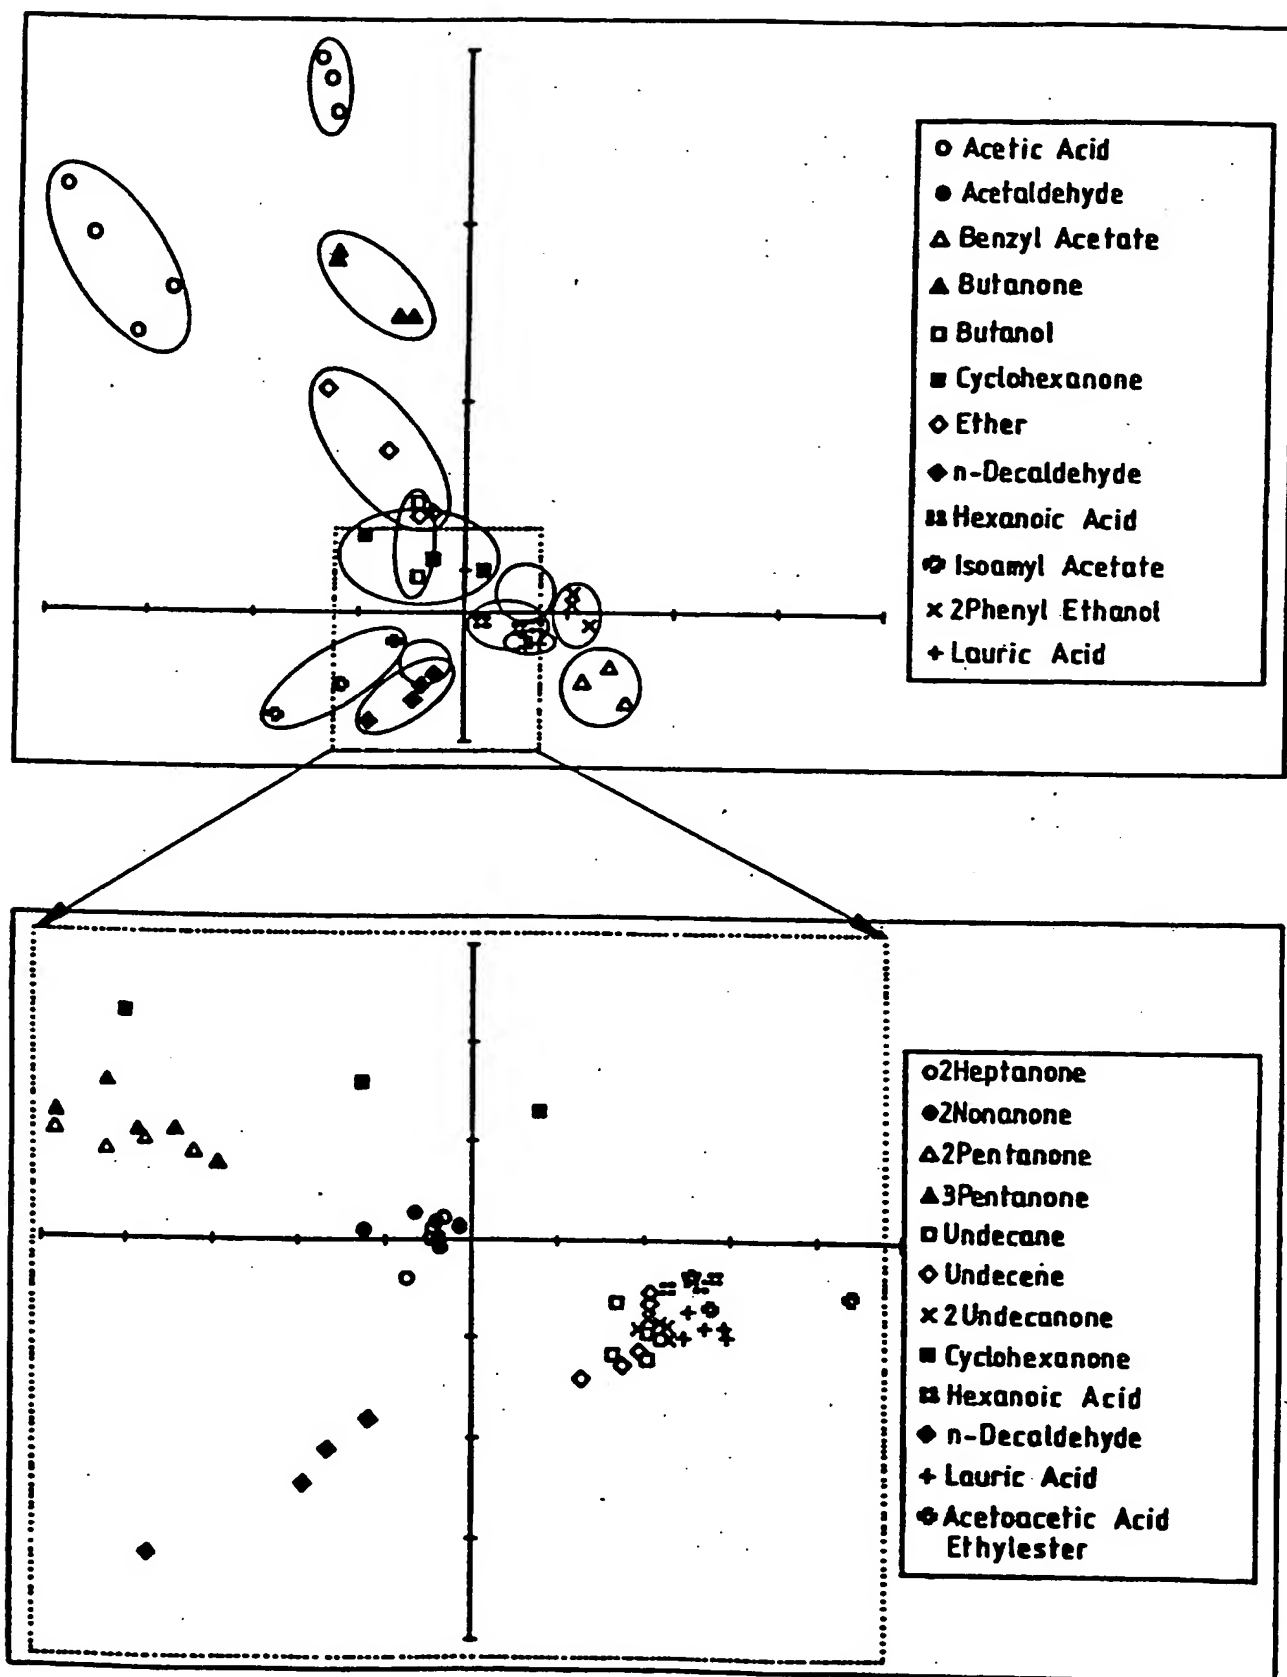 Acetic Acid
Acetaldehyde
Benzyl Acetate
Butanone
Butanol
Cyclohexanone
Ether
n-Decaldehyde
Hexanoic Acid
Isoamyl Acetate
2Phenyl Ethanol
Lauric Acid
2Heptanone
2Nonanone
2Pentanone
3Pentanone
Undecane
Undecene
2Undecanone
Cyclohexanone
Hexanoic Acid
n-Decaldehyde
Lauric Acid
Acetoacetic Acid
Ethylester